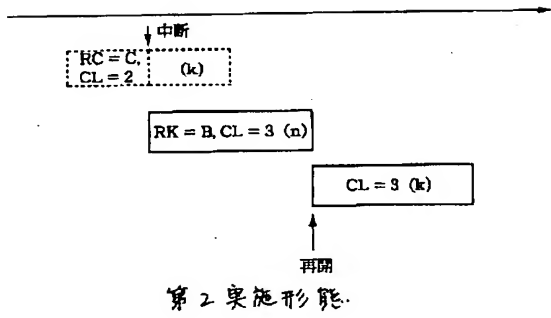 中断
RC = C,
CL = 2
(k)
RK = B, CL = 3 (n)
CL = 3 (k)
再開
第2実施形態.